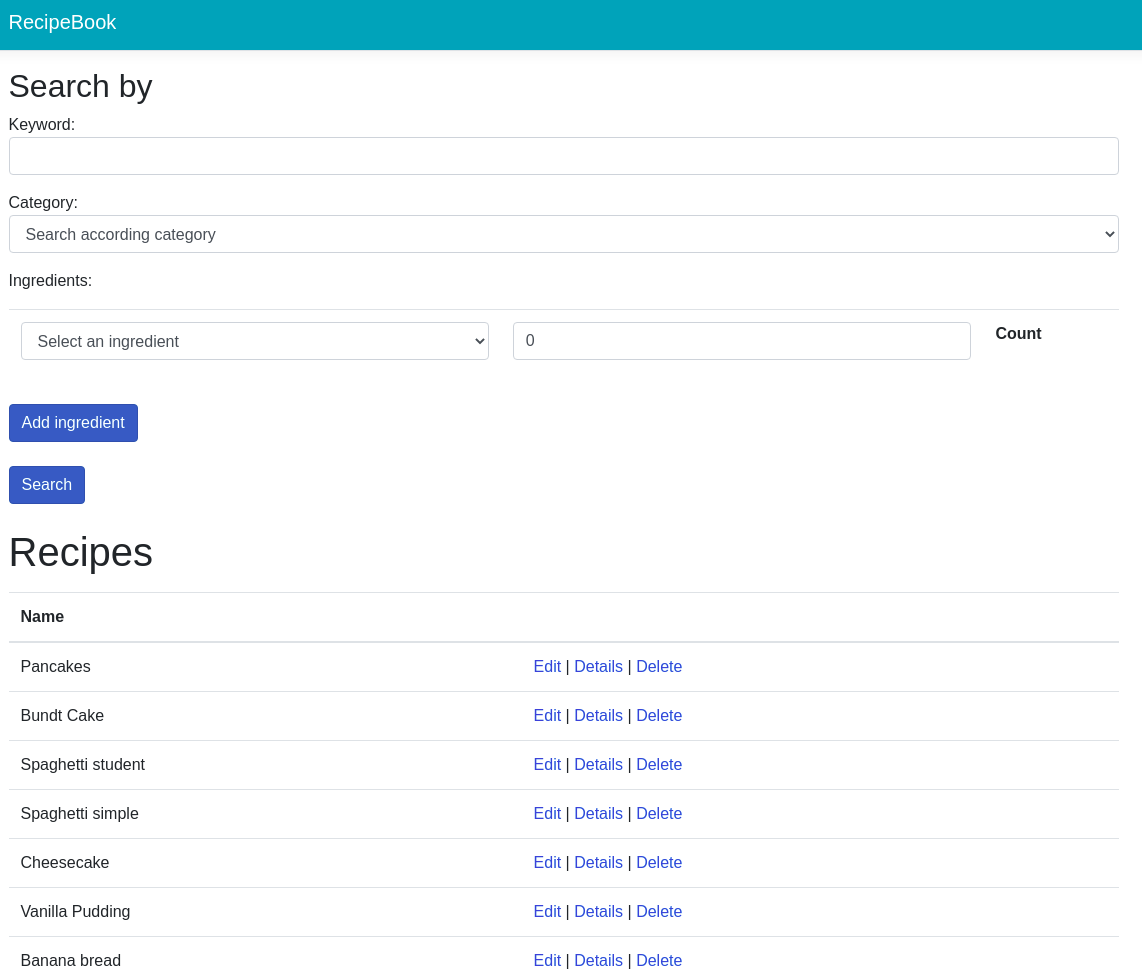 RecipeBook
Search by
Keyword:
Category:
Search according category
Ingredients:
Select an ingredient 0 Count
Add ingredient
Search
Recipes
Name
Pancakes Edit | Details | Delete
Bundt Cake Edit | Details | Delete
Spaghetti student Edit | Details | Delete
Spaghetti simple Edit | Details | Delete
Cheesecake Edit | Details | Delete
Vanilla Pudding Edit | Details | Delete
Banana bread Edit | Details | Delete